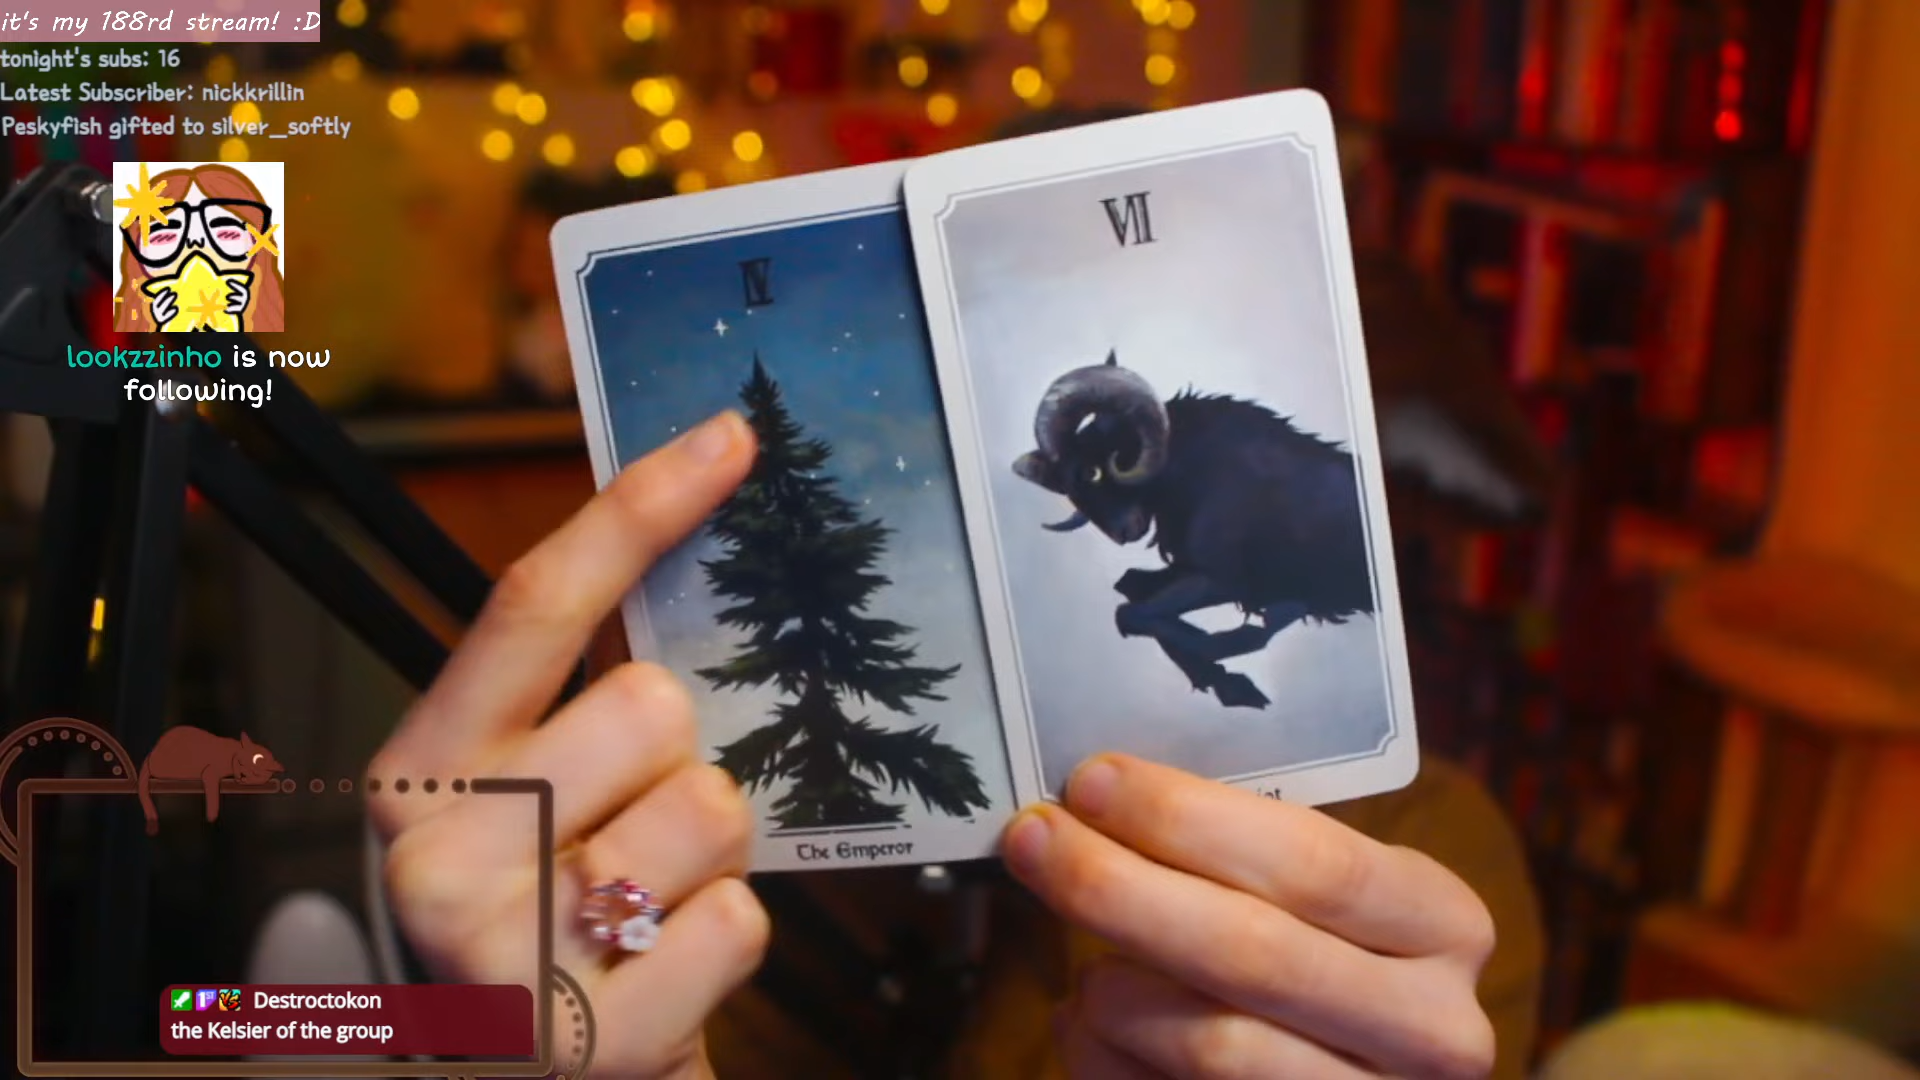 it's my 188rd stream! :D
tonight's subs: 16
Latest Subscriber: nickkrillin
Peskyfish gifted to silver__softly
lookzzinho is now
following!
IV
VII
The Emperor
Destroctokon
the Kelsier of the group